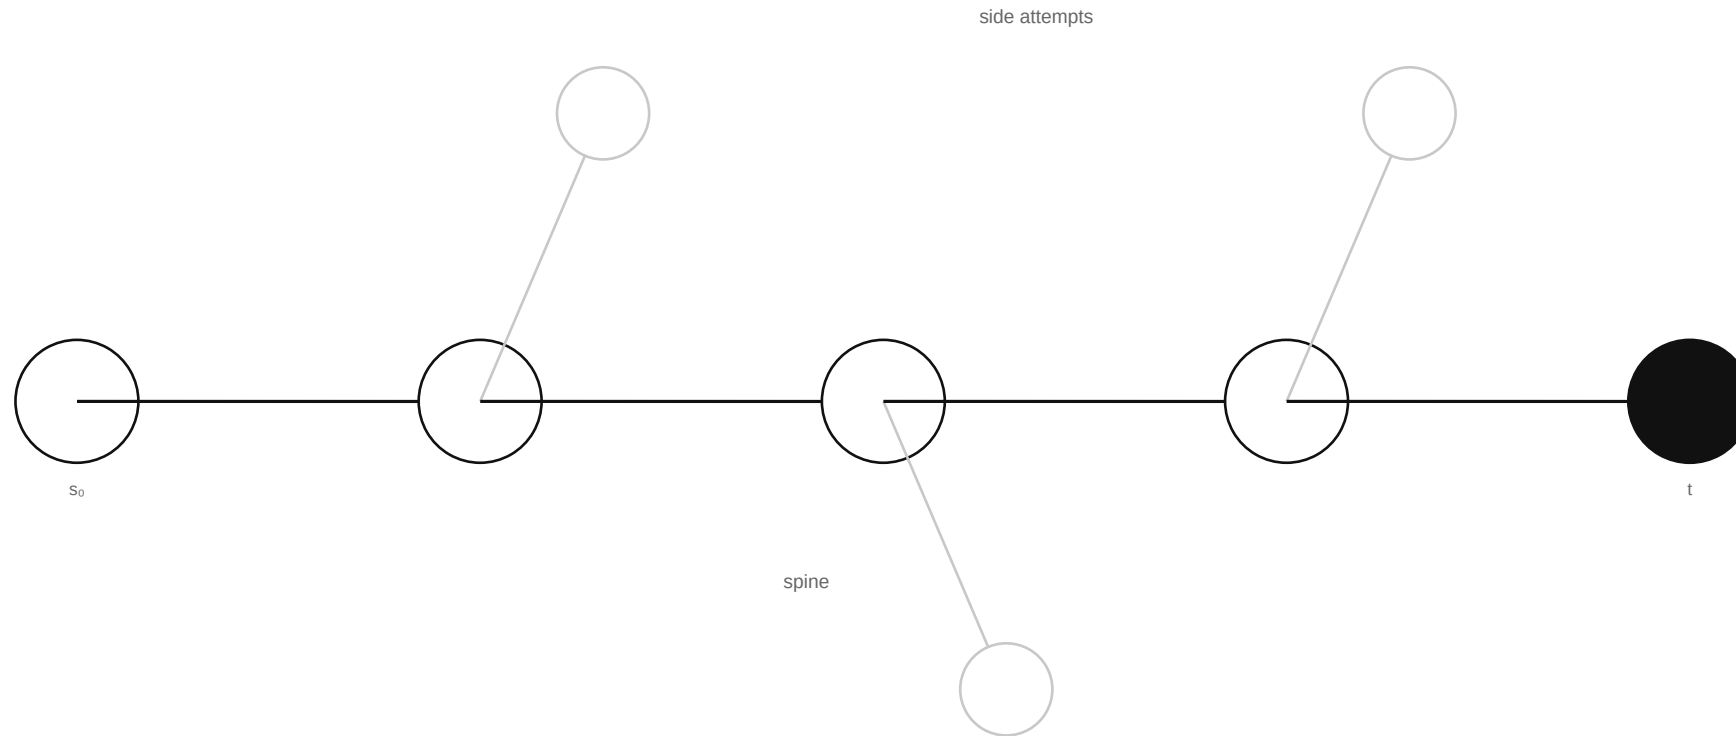 side attempts
s₀
t
spine